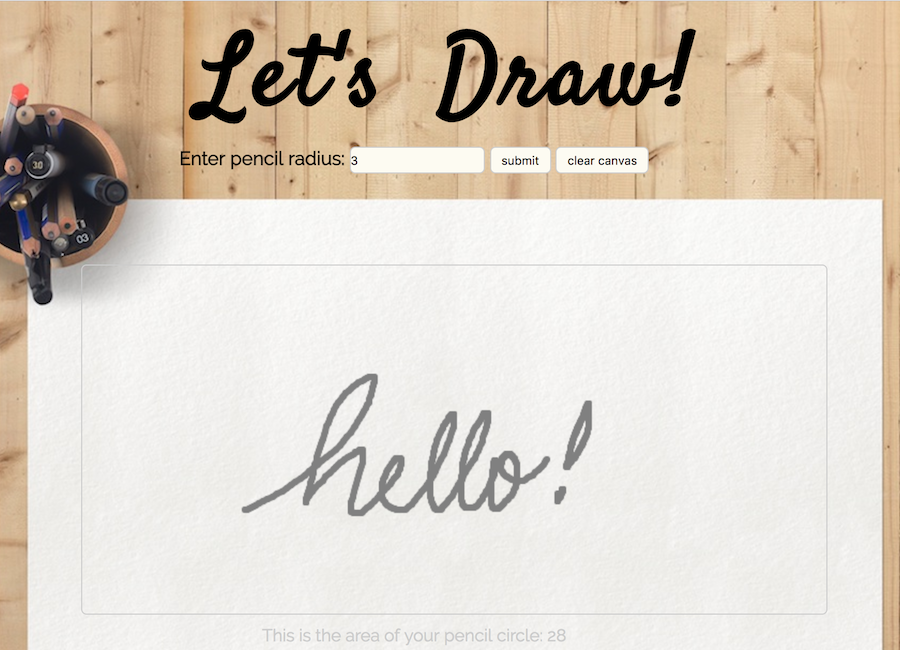 Let's Draw!
Enter pencil radius: 3 submit clear canvas
30
03
hello!
This is the area of your pencil circle: 28